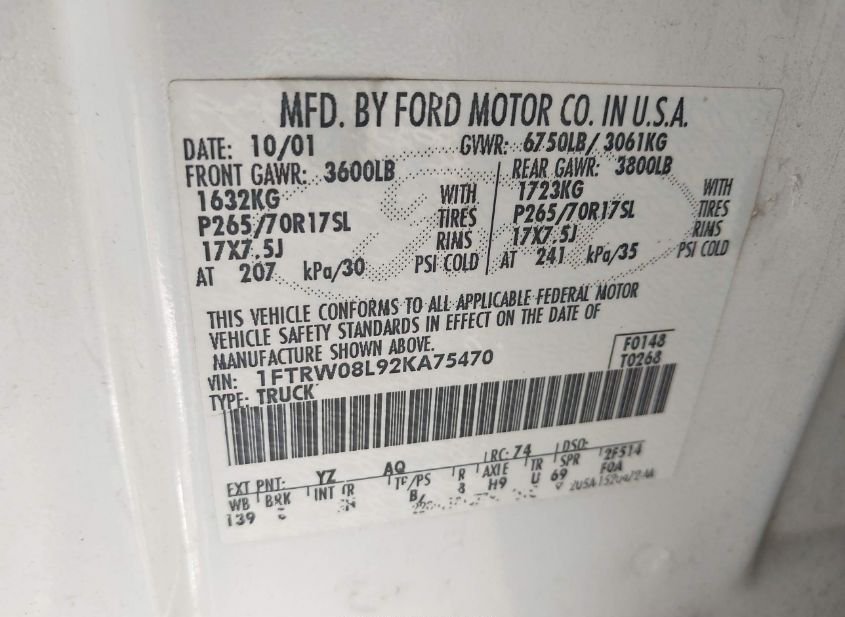 MFD. BY FORD MOTOR CO. IN U.S.A.
DATE: 10/01 GVWR: 6750LB/ 3061KG
FRONT GAWR: 3600LB REAR GAWR: 3800LB
1632KG WITH 1723KG WITH
P265/70R17SL TIRES P265/70R17SL TIRES
17X7.5J RIMS 17X7.5J RIMS
AT 207 kPa/30 PSI COLD AT 241 kPa/35 PSI COLD
THIS VEHICLE CONFORMS TO ALL APPLICABLE FEDERAL MOTOR
VEHICLE SAFETY STANDARDS IN EFFECT ON THE DATE OF
MANUFACTURE SHOWN ABOVE.
F0148
VIN: 1FTRW08L92KA75470
T0268
TYPE: TRUCK
EXT PNT: YZ AQ RC: 74 DSO: 2F514
WB BRK INT TR TP/PS R AXLE TR SPR FQA
139 8 H9 U 69